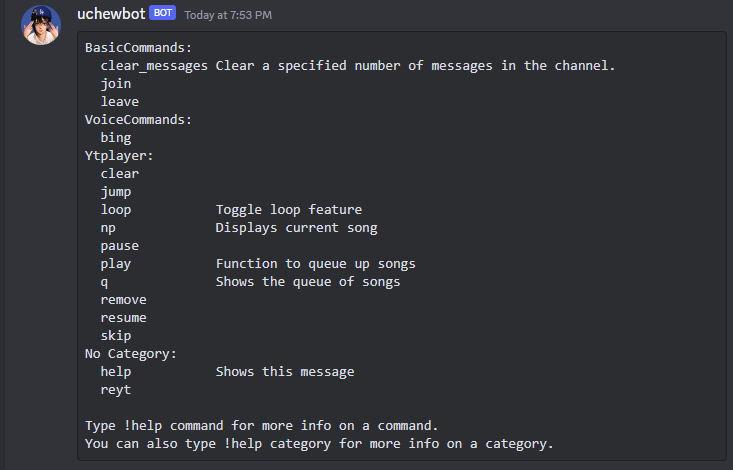 uchewbot BOT Today at 7:53 PM
BasicCommands:
  clear_messages Clear a specified number of messages in the channel.
  join
  leave
VoiceCommands:
  bing
Ytplayer:
  clear
  jump
  loop           Toggle loop feature
  np             Displays current song
  pause
  play           Function to queue up songs
  q              Shows the queue of songs
  remove
  resume
  skip
No Category:
  help           Shows this message
  reyt

Type !help command for more info on a command.
You can also type !help category for more info on a category.